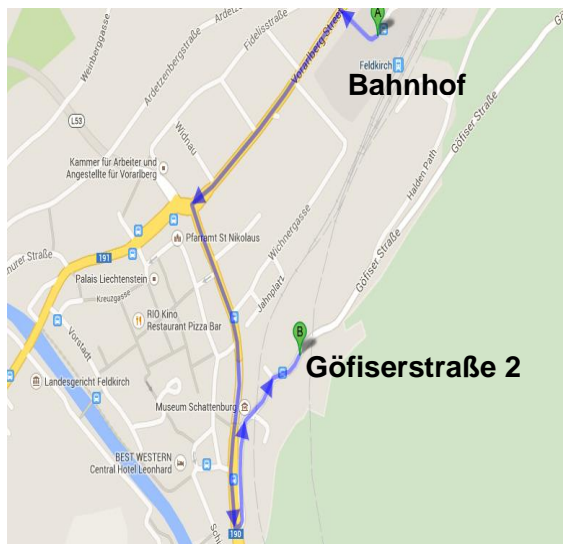 A
Feldkirch
Bahnhof
Vorarlberg Street
Fidelisstraße
Ardetzenbergstraße
Weinberggasse
L53
Widnau
Kammer für Arbeiter und
Angestellte für Vorarlberg
Göfiser Straße
Halden Path
Göfiser Straße
Wichnergasse
Pfarramt St Nikolaus
191
Palais Liechtenstein
Kreuzgasse
Jahnplatz
RIO Kino
Restaurant Pizza Bar
Vorstadt
B
Göfiserstraße 2
Landesgericht Feldkirch
Museum Schattenburg
BEST WESTERN
Central Hotel Leonhard
190